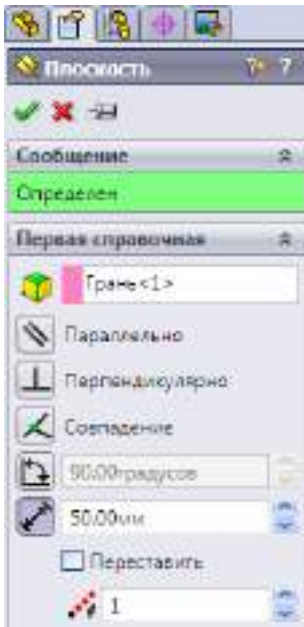 Плоскость ?
Сообщение
Определен
Первая справочная
Грань<1>
Параллельно
Перпендикулярно
Совпадение
90.00градусов
50.00мм
Переставить
1